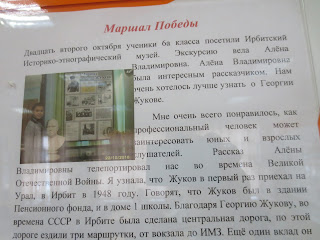 Маршал Победы
Двадцать второго октября ученики 6а класса посетили Ирбитский
Историко-этнографический музей. Экскурсию вела Алёна
Владимировна. Алёна Владимировна
была интересным рассказчиком. Нам
очень хотелось лучше узнать о Георгии
Жукове.
Мне очень всего понравилось, как
профессиональный человек может
заинтересовать юных и взрослых
слушателей. Рассказ Алёны
Владимировны телепортировал нас во времена Великой
Отечественной Войны. Я узнала, что Жуков в первый раз приехал на
Урал, в Ирбит в 1948 году. Говорят, что Жуков был в здании
Пенсионного фонда, и в доме 1 школы. Благодаря Георгию Жукову, во
времена СССР в Ирбите была сделана центральная дорога, по этой
дороге ездили три маршрутки, от вокзала до ИМЗ. Ещё один вклад он